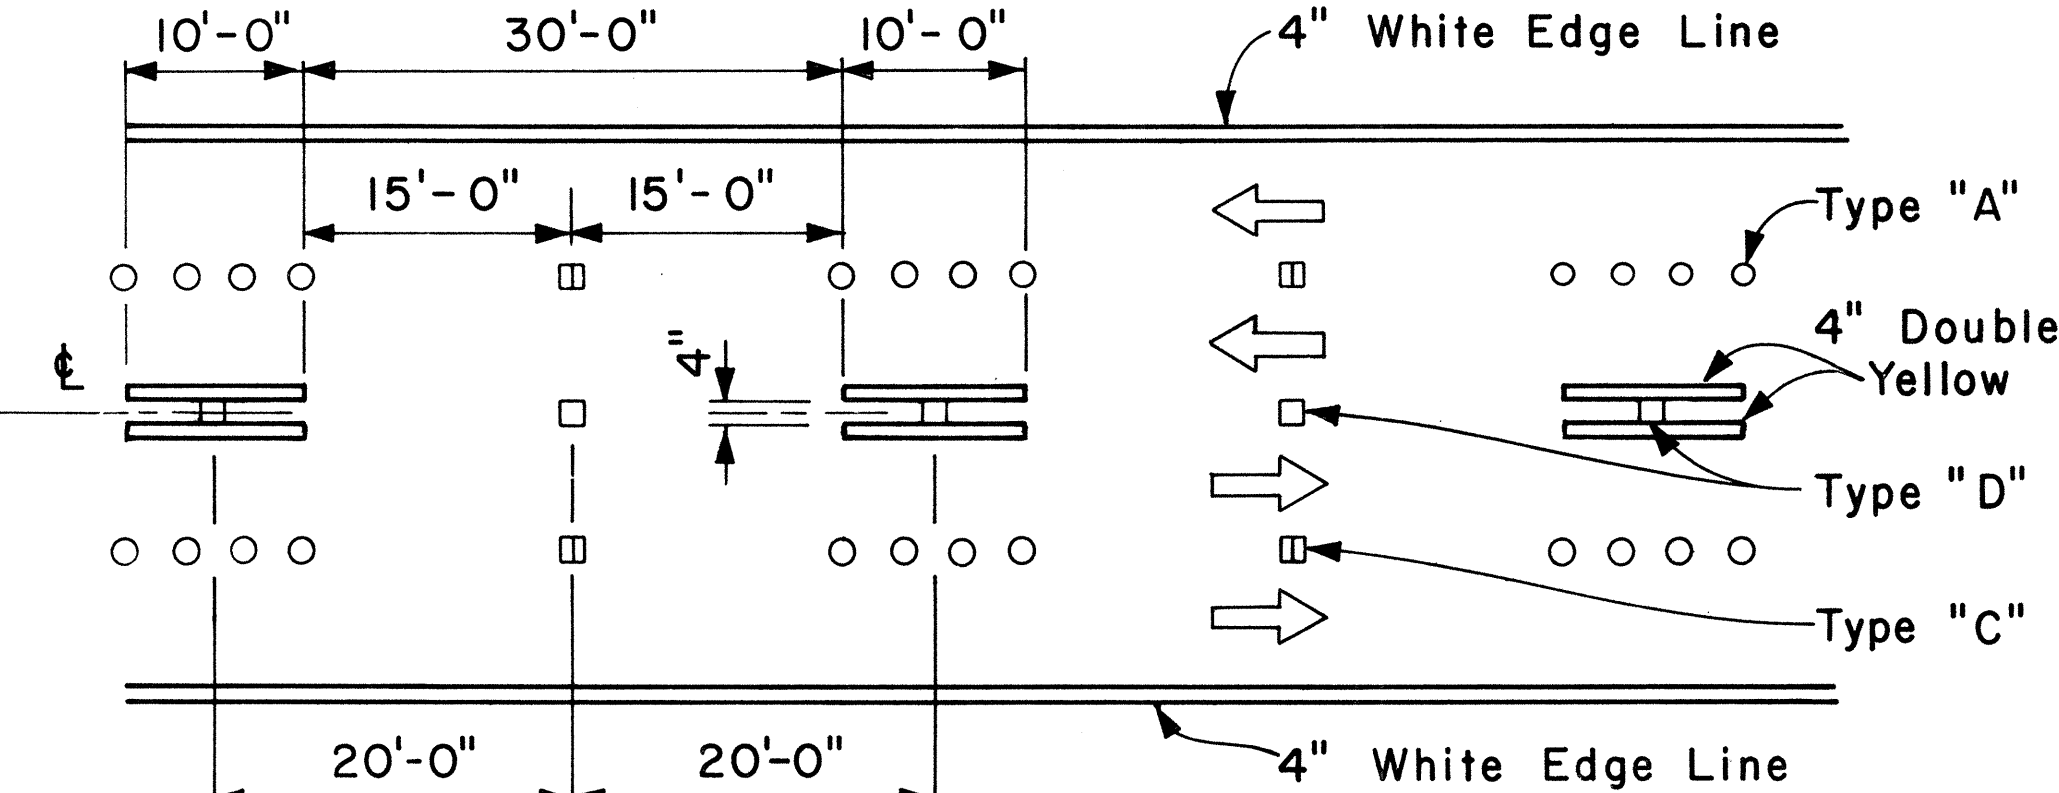 10'-0" 30'-0" 10'-0" 4" White Edge Line
15'-0" 15'-0" Type "A"
4" Double
Yellow
4"
℄
Type "D"
Type "C"
20'-0" 20'-0" 4" White Edge Line